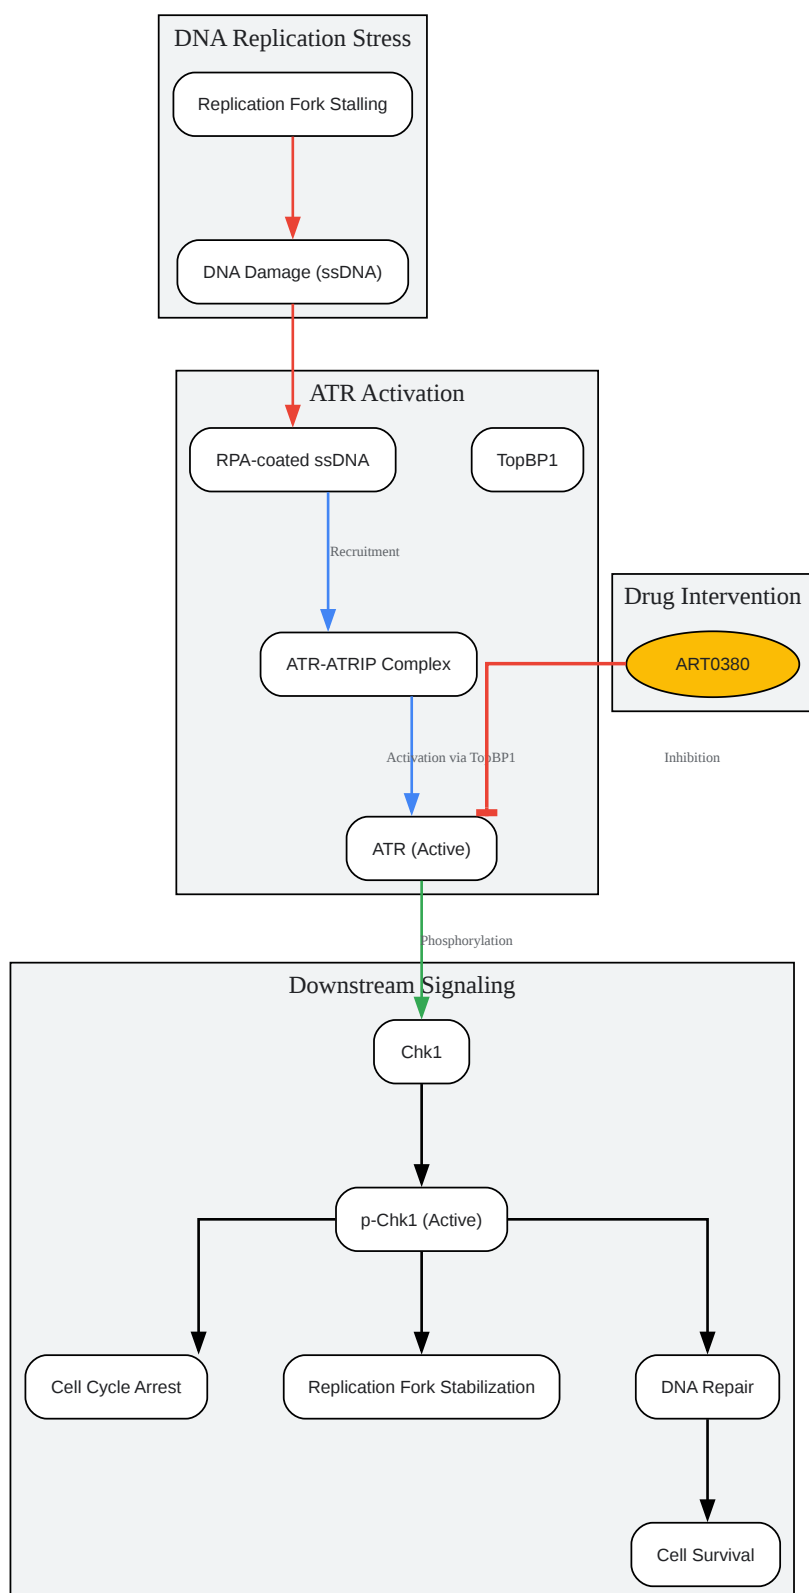 DNA Replication Stress
Replication Fork Stalling
DNA Damage (ssDNA)
ATR Activation
RPA-coated ssDNA
TopBP1
Recruitment
Drug Intervention
ATR-ATRIP Complex
ART0380
Activation via TopBP1
Inhibition
ATR (Active)
Phosphorylation
Downstream Signaling
Chk1
p-Chk1 (Active)
Cell Cycle Arrest
Replication Fork Stabilization
DNA Repair
Cell Survival